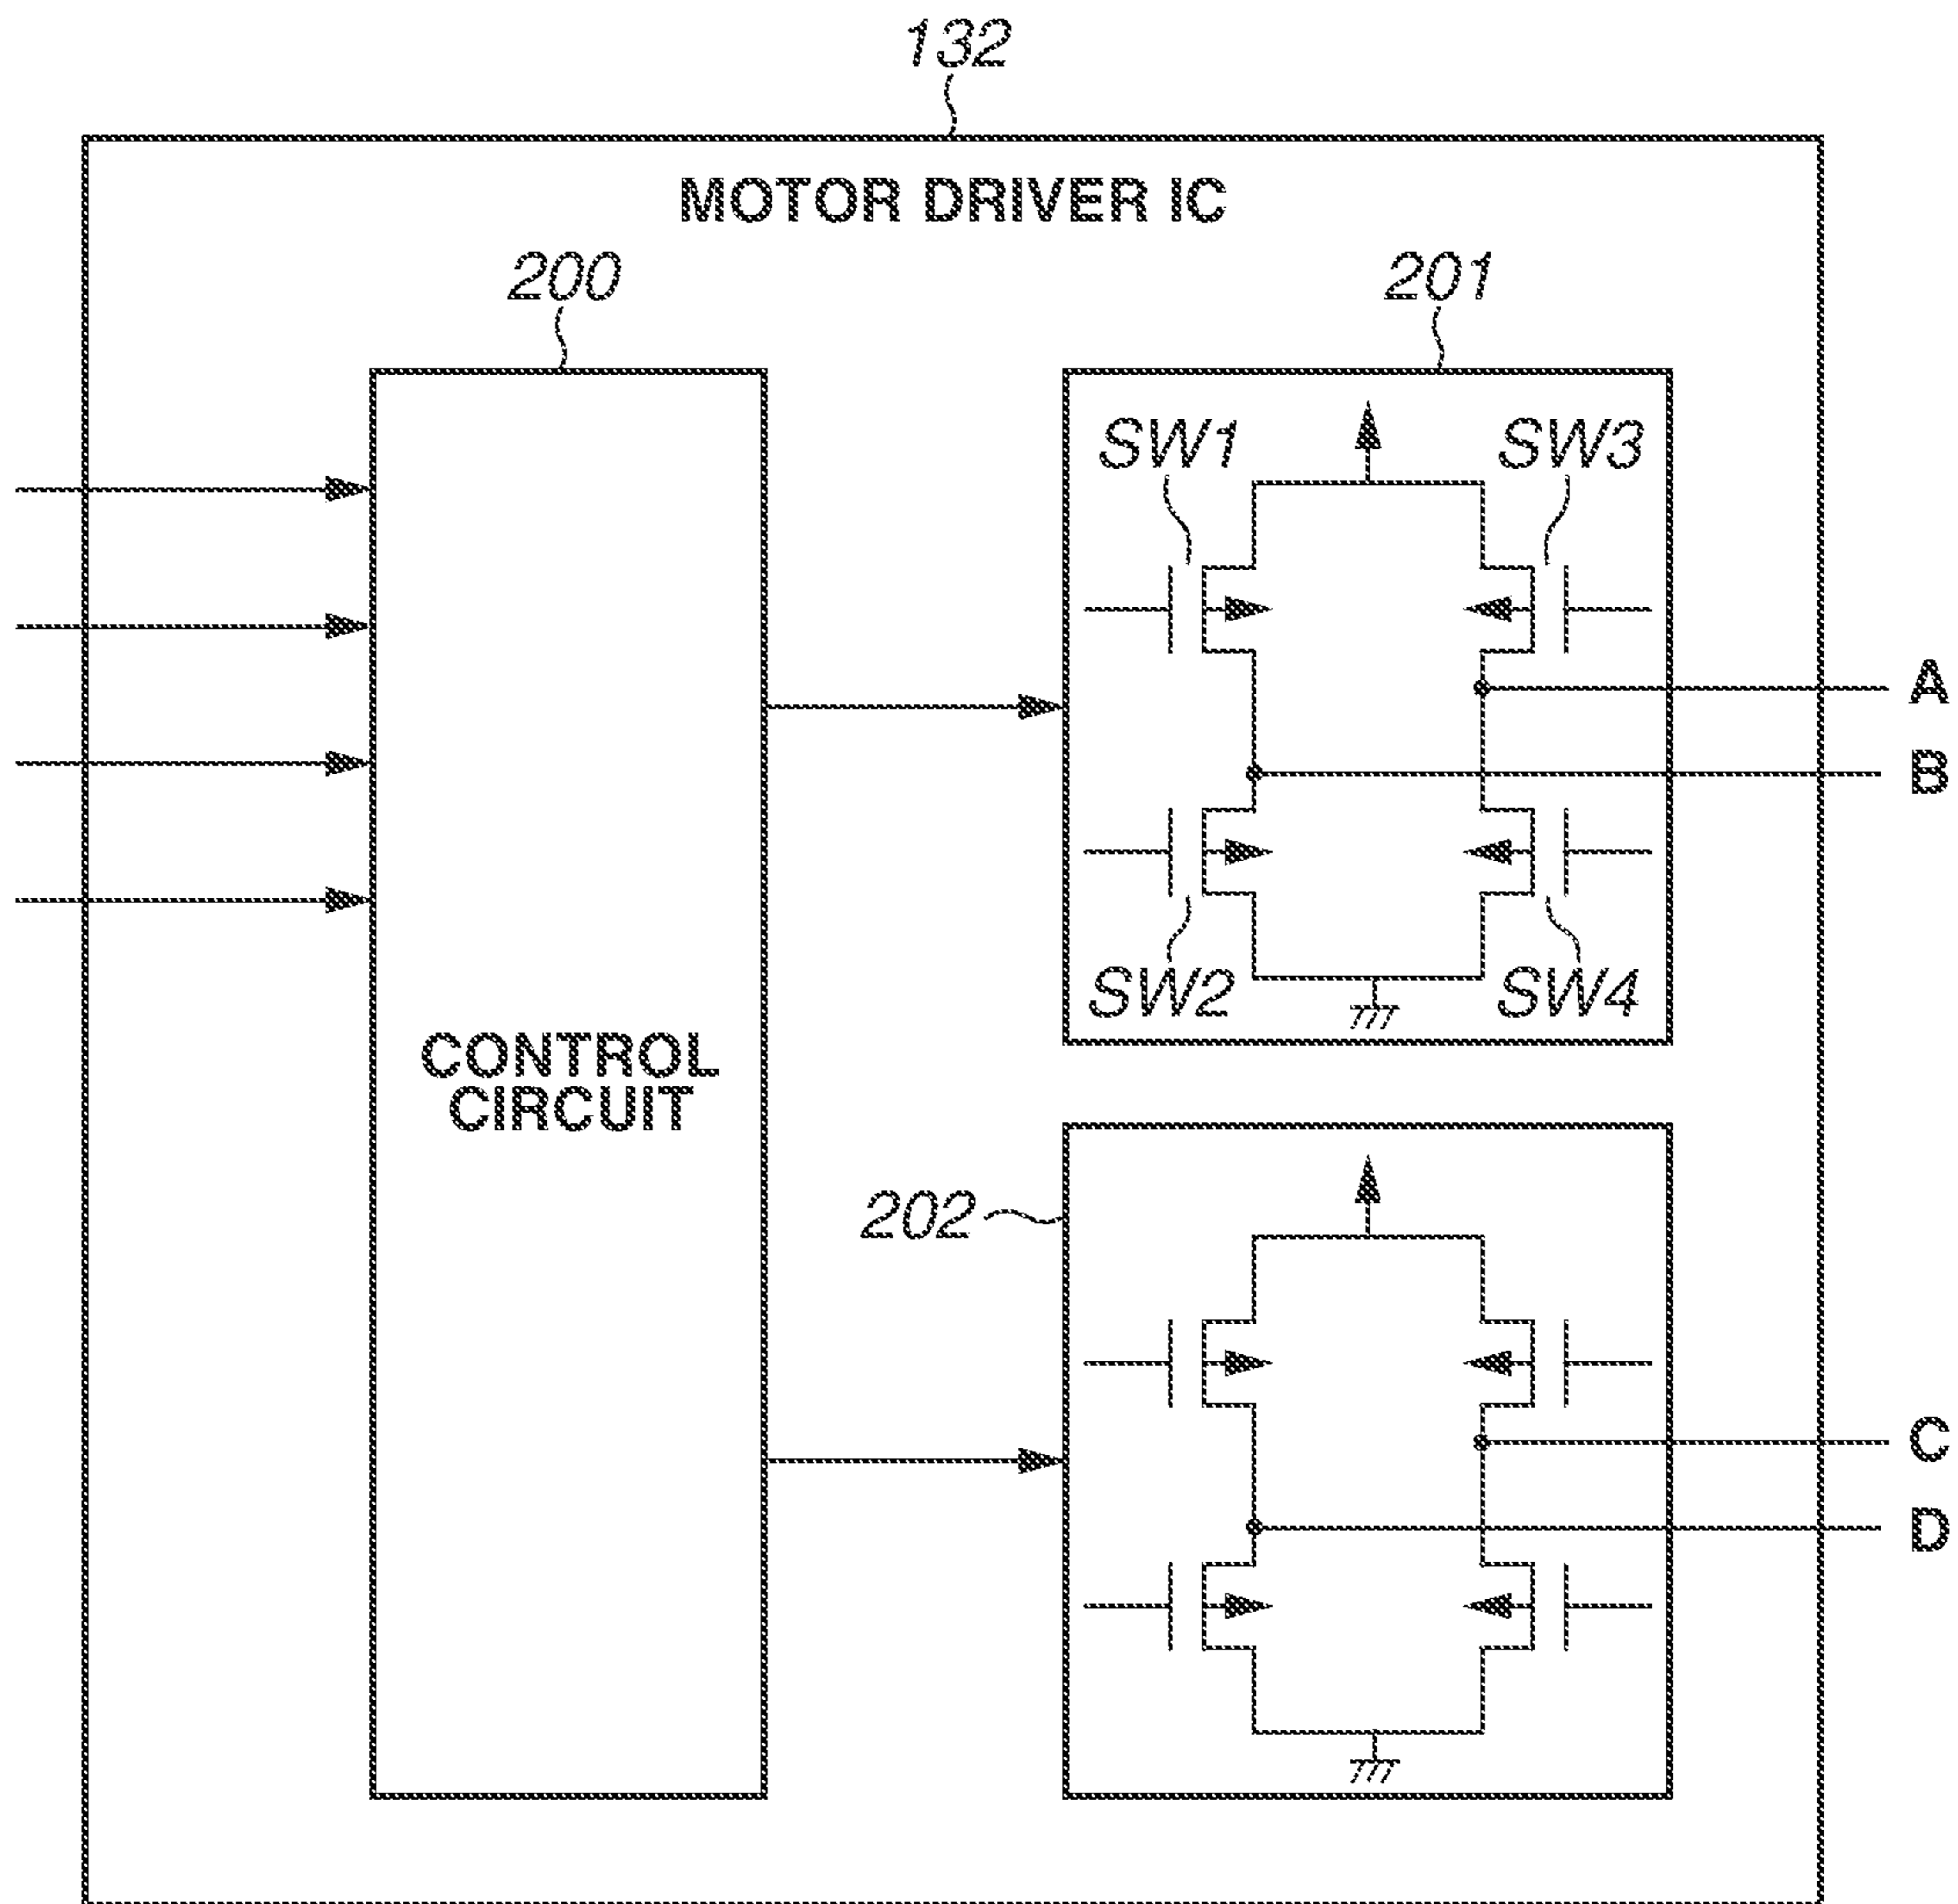 132
MOTOR DRIVER IC
200
201
SW1
SW3
A
B
SW2
SW4
CONTROL
CIRCUIT
202
C
D